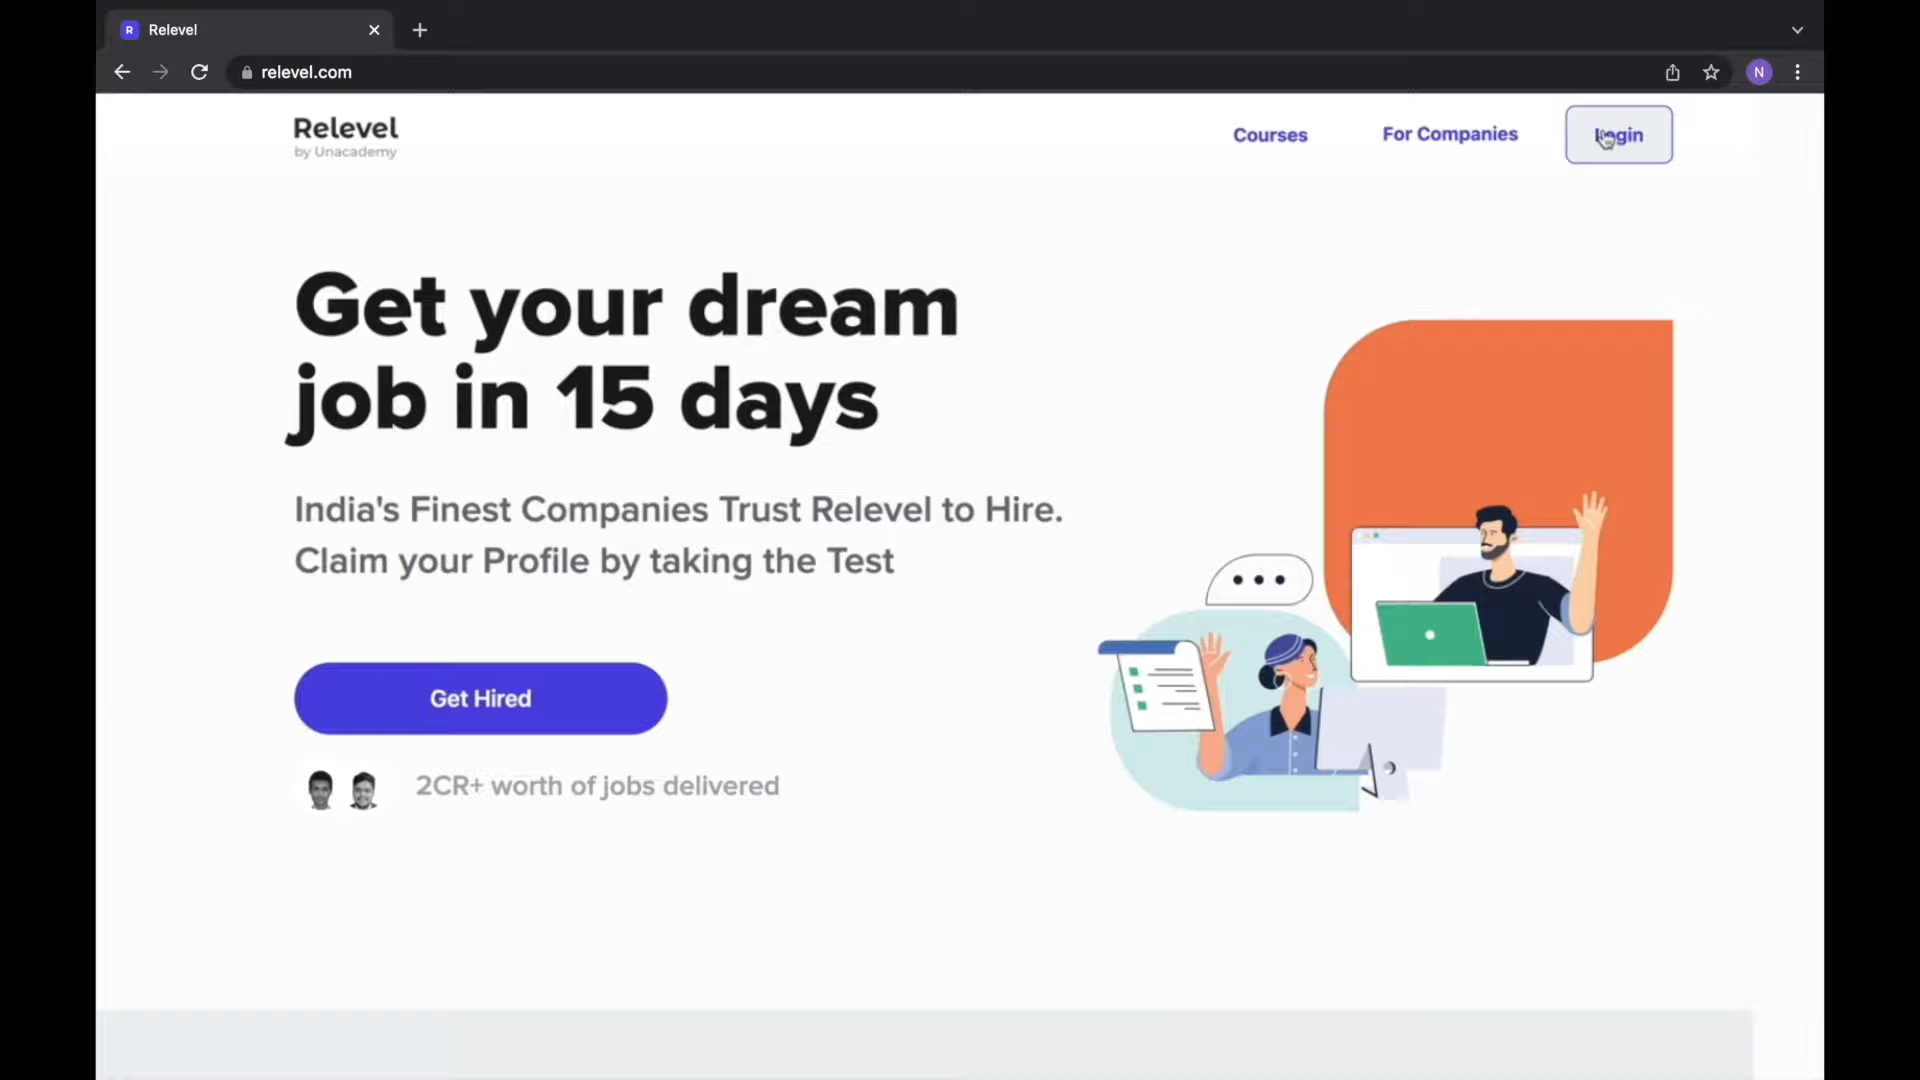 R Relevel
relevel.com
N
Relevel
by Unacademy
Courses
For Companies
Login
Get your dream
job in 15 days
India's Finest Companies Trust Relevel to Hire.
Claim your Profile by taking the Test
Get Hired
2CR+ worth of jobs delivered